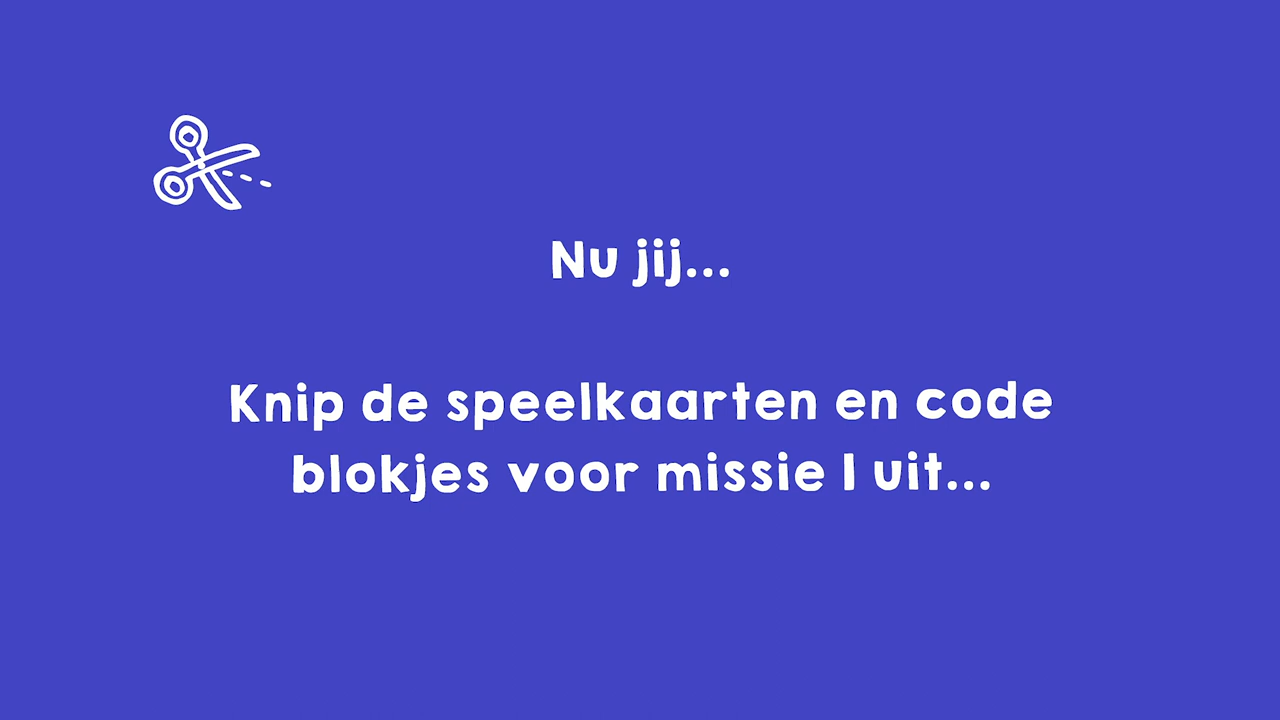 Nu jij...
Knip de speelkaarten en code
blokjes voor missie 1 uit...